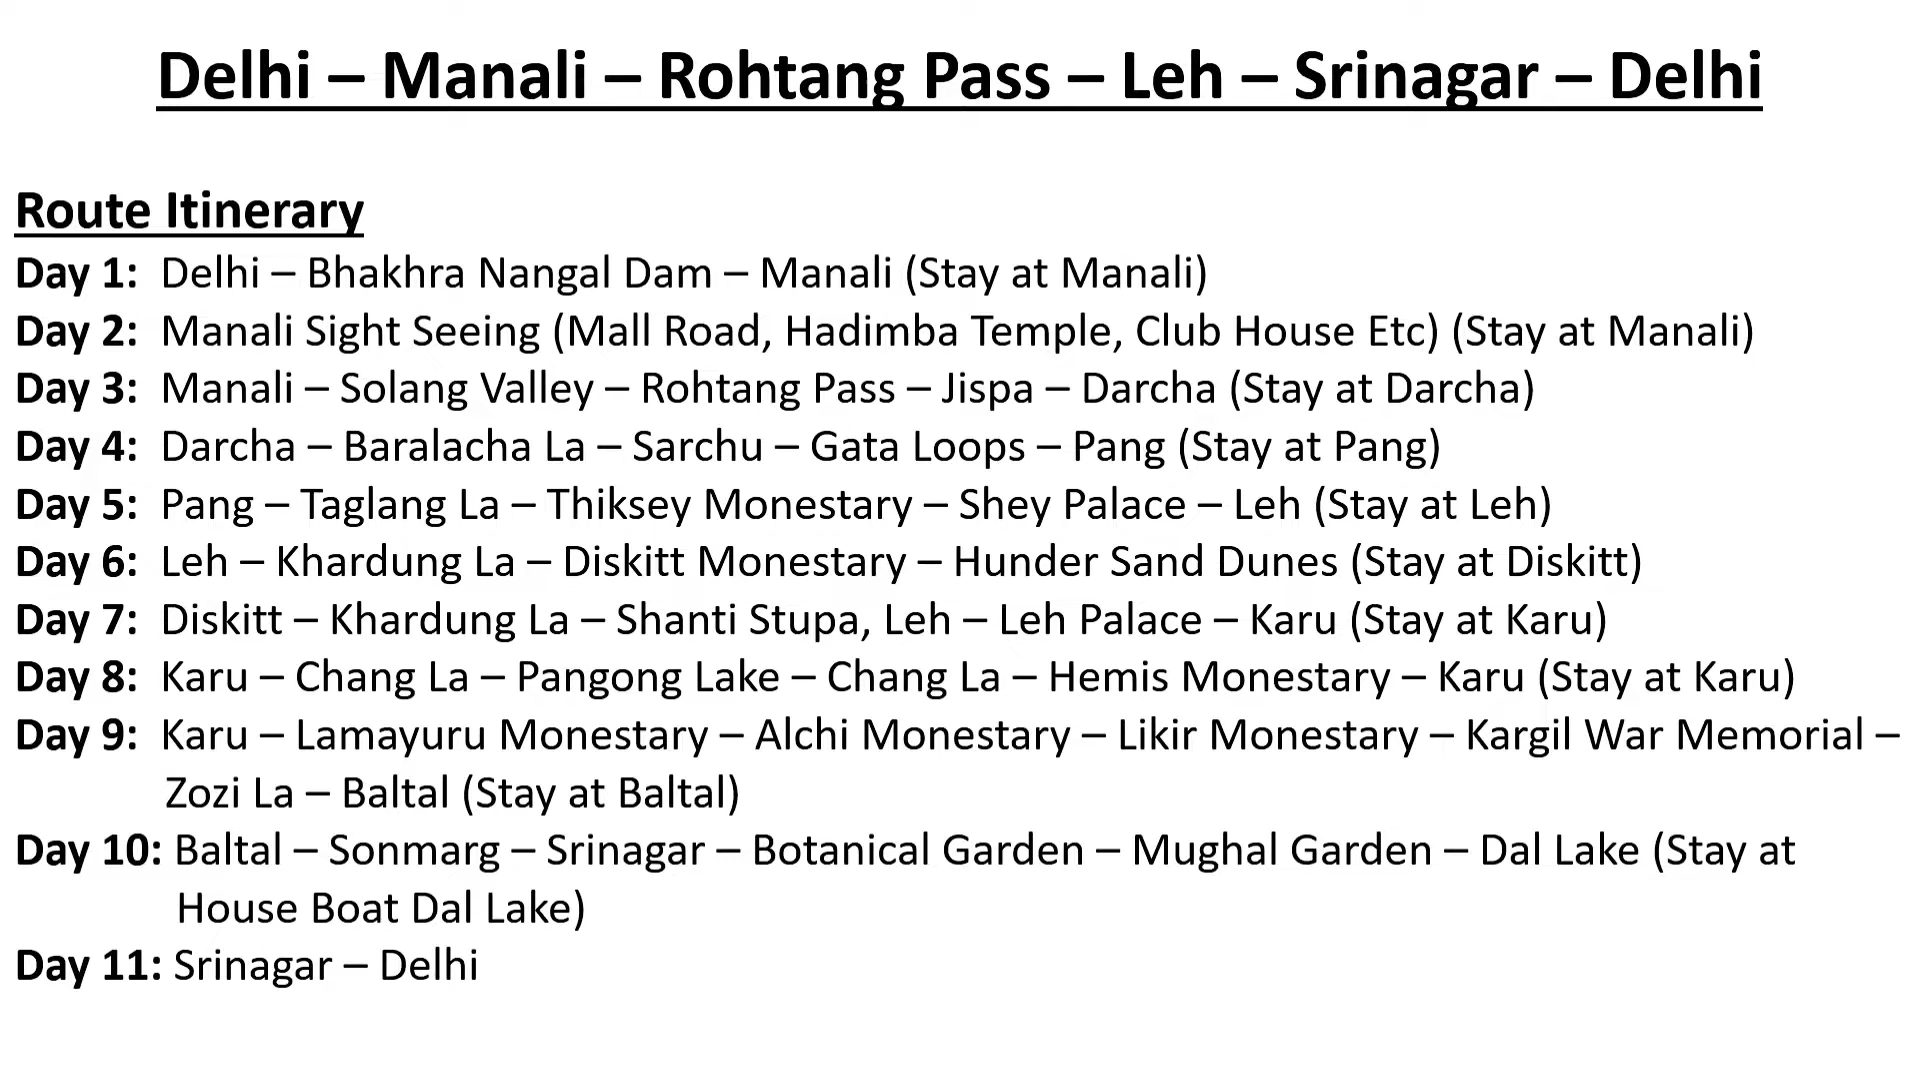 Delhi – Manali – Rohtang Pass – Leh – Srinagar – Delhi
Route Itinerary
Day 1: Delhi – Bhakhra Nangal Dam – Manali (Stay at Manali)
Day 2: Manali Sight Seeing (Mall Road, Hadimba Temple, Club House Etc) (Stay at Manali)
Day 3: Manali – Solang Valley – Rohtang Pass – Jispa – Darcha (Stay at Darcha)
Day 4: Darcha – Baralacha La – Sarchu – Gata Loops – Pang (Stay at Pang)
Day 5: Pang – Taglang La – Thiksey Monestary – Shey Palace – Leh (Stay at Leh)
Day 6: Leh – Khardung La – Diskitt Monestary – Hunder Sand Dunes (Stay at Diskitt)
Day 7: Diskitt – Khardung La – Shanti Stupa, Leh – Leh Palace – Karu (Stay at Karu)
Day 8: Karu – Chang La – Pangong Lake – Chang La – Hemis Monestary – Karu (Stay at Karu)
Day 9: Karu – Lamayuru Monestary – Alchi Monestary – Likir Monestary – Kargil War Memorial –
Zozi La – Baltal (Stay at Baltal)
Day 10: Baltal – Sonmarg – Srinagar – Botanical Garden – Mughal Garden – Dal Lake (Stay at
House Boat Dal Lake)
Day 11: Srinagar – Delhi